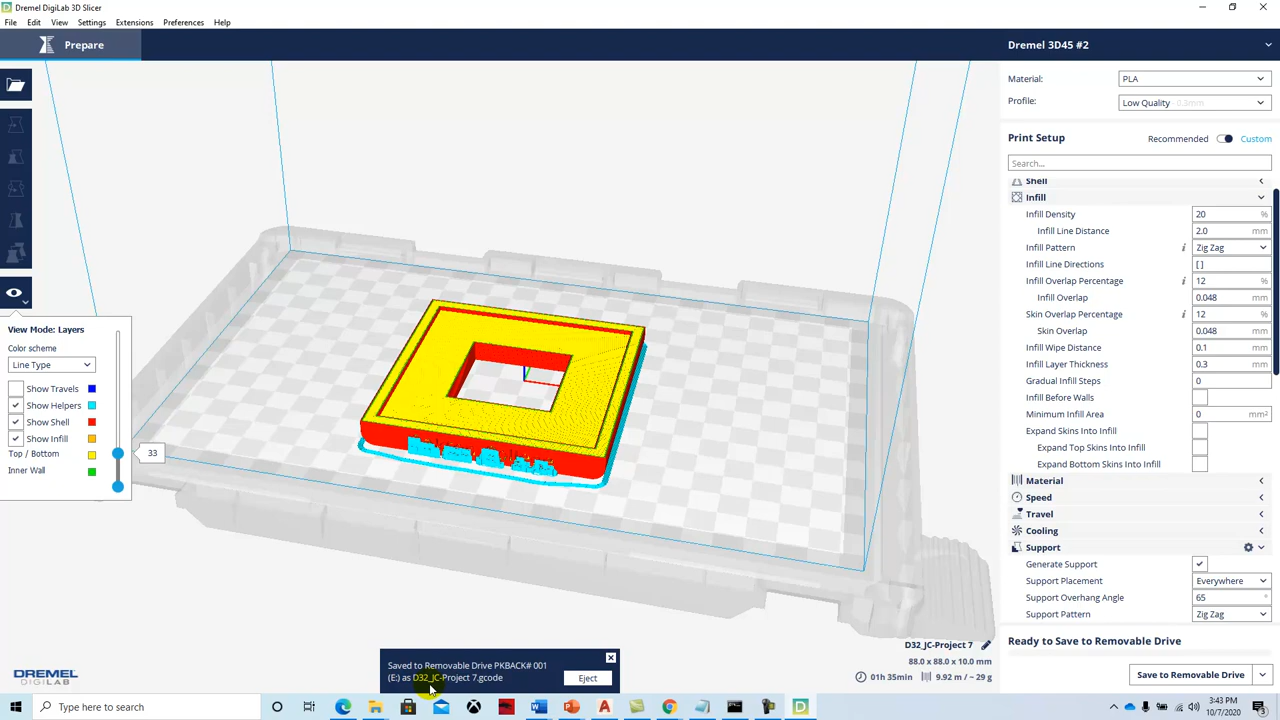 Dremel DigiLab 3D Slicer
File Edit View Settings Extensions Preferences Help
Prepare
Dremel 3D45 #2
Material: PLA
Profile: Low Quality - 0.3mm
Print Setup Recommended Custom
Search...
Shell
Infill
Infill Density 20 %
Infill Line Distance 2.0 mm
Infill Pattern i Zig Zag
Infill Line Directions [ ]
Infill Overlap Percentage i 12 %
Infill Overlap 0.048 mm
Skin Overlap Percentage i 12 %
Skin Overlap 0.048 mm
Infill Wipe Distance 0.1 mm
Infill Layer Thickness 0.3 mm
Gradual Infill Steps 0
Infill Before Walls
Minimum Infill Area 0 mm²
Expand Skins Into Infill
Expand Top Skins Into Infill
Expand Bottom Skins Into Infill
Material
Speed
Travel
Cooling
Support
Generate Support
Support Placement Everywhere
Support Overhang Angle 65 °
Support Pattern Zig Zag
View Mode: Layers
Color scheme
Line Type
Show Travels
Show Helpers
Show Shell
Show Infill
Top / Bottom
Inner Wall
33
D32_JC-Project 7
88.0 x 88.0 x 10.0 mm
01h 35min 9.92 m / ~ 29 g
Ready to Save to Removable Drive
Save to Removable Drive
Saved to Removable Drive PKBACK# 001
(E:) as D32_JC-Project 7.gcode
Eject
DREMEL
DIGILAB
Type here to search
3:43 PM
10/7/2020